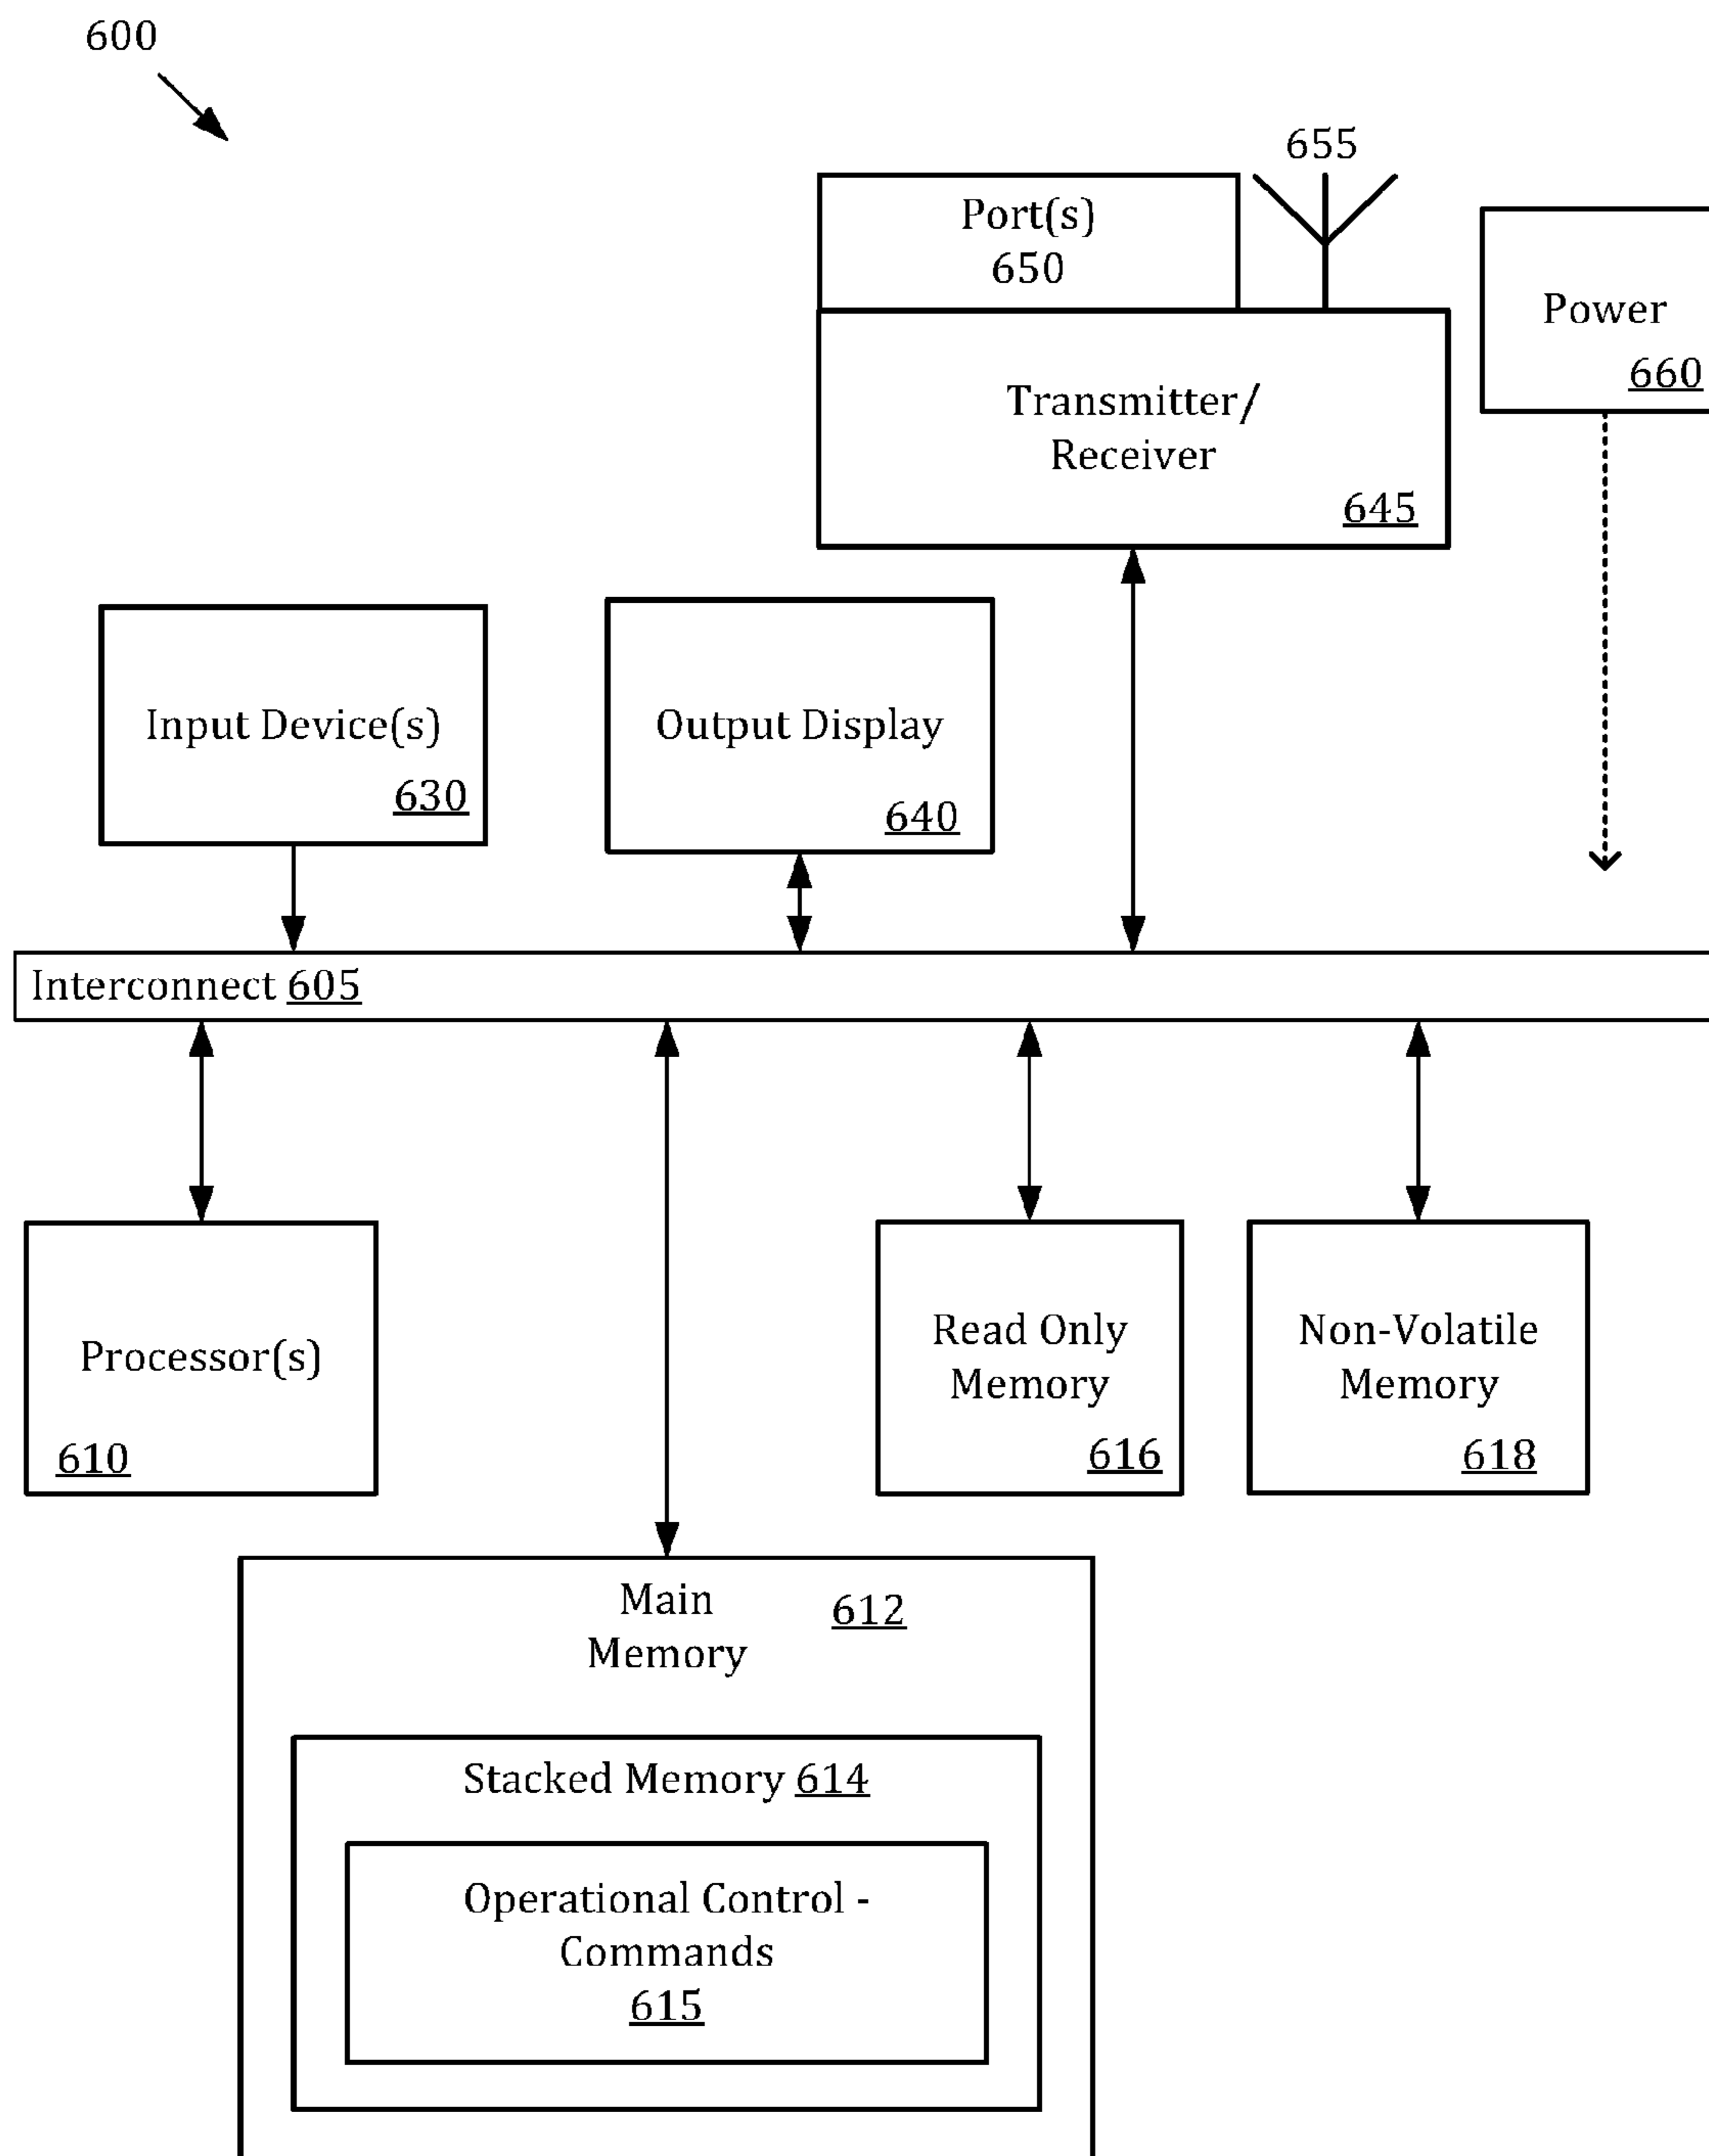 600
655
Port(s)
650
Power
660
Transmitter/
Receiver
645
Input Device(s)
630
Output Display
640
Interconnect 605
Processor(s)
610
Read Only
Memory
616
Non-Volatile
Memory
618
Main
Memory
612
Stacked Memory 614
Operational Control -
Commands
615